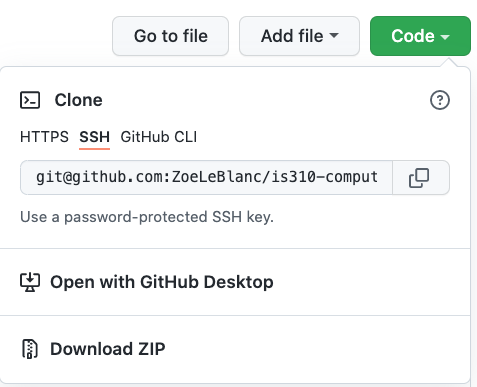 Go to file Add file Code
Clone
HTTPS SSH GitHub CLI
git@github.com:ZoeLeBlanc/is310-comput
Use a password-protected SSH key.
Open with GitHub Desktop
Download ZIP